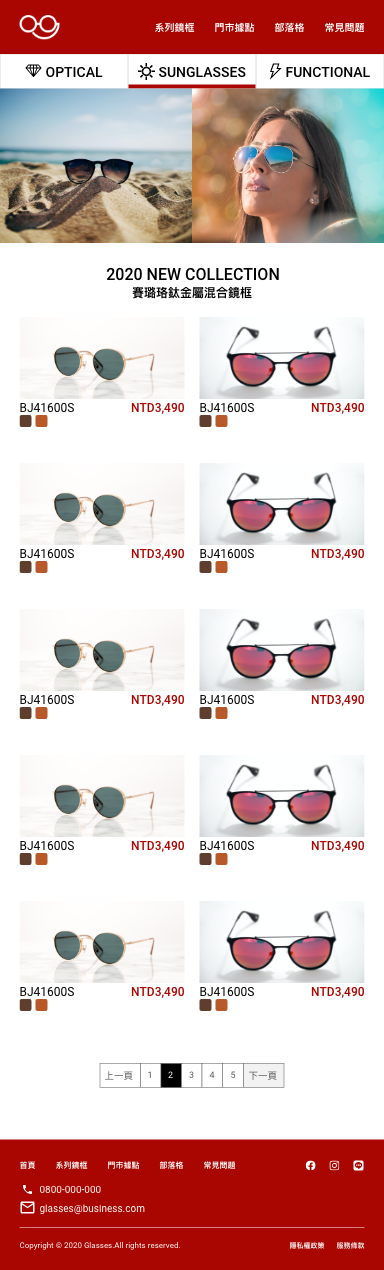 系列鏡框 門市據點 部落格 常見問題
OPTICAL SUNGLASSES FUNCTIONAL
2020 NEW COLLECTION
賽璐珞鈦金屬混合鏡框
BJ41600S NTD3,490 BJ41600S NTD3,490
BJ41600S NTD3,490 BJ41600S NTD3,490
BJ41600S NTD3,490 BJ41600S NTD3,490
BJ41600S NTD3,490 BJ41600S NTD3,490
BJ41600S NTD3,490 BJ41600S NTD3,490
上一頁 1 2 3 4 5 下一頁
首頁 系列鏡框 門市據點 部落格 常見問題
0800-000-000
glasses@business.com
Copyright © 2020 Glasses.All rights reserved. 隱私權政策 服務條款